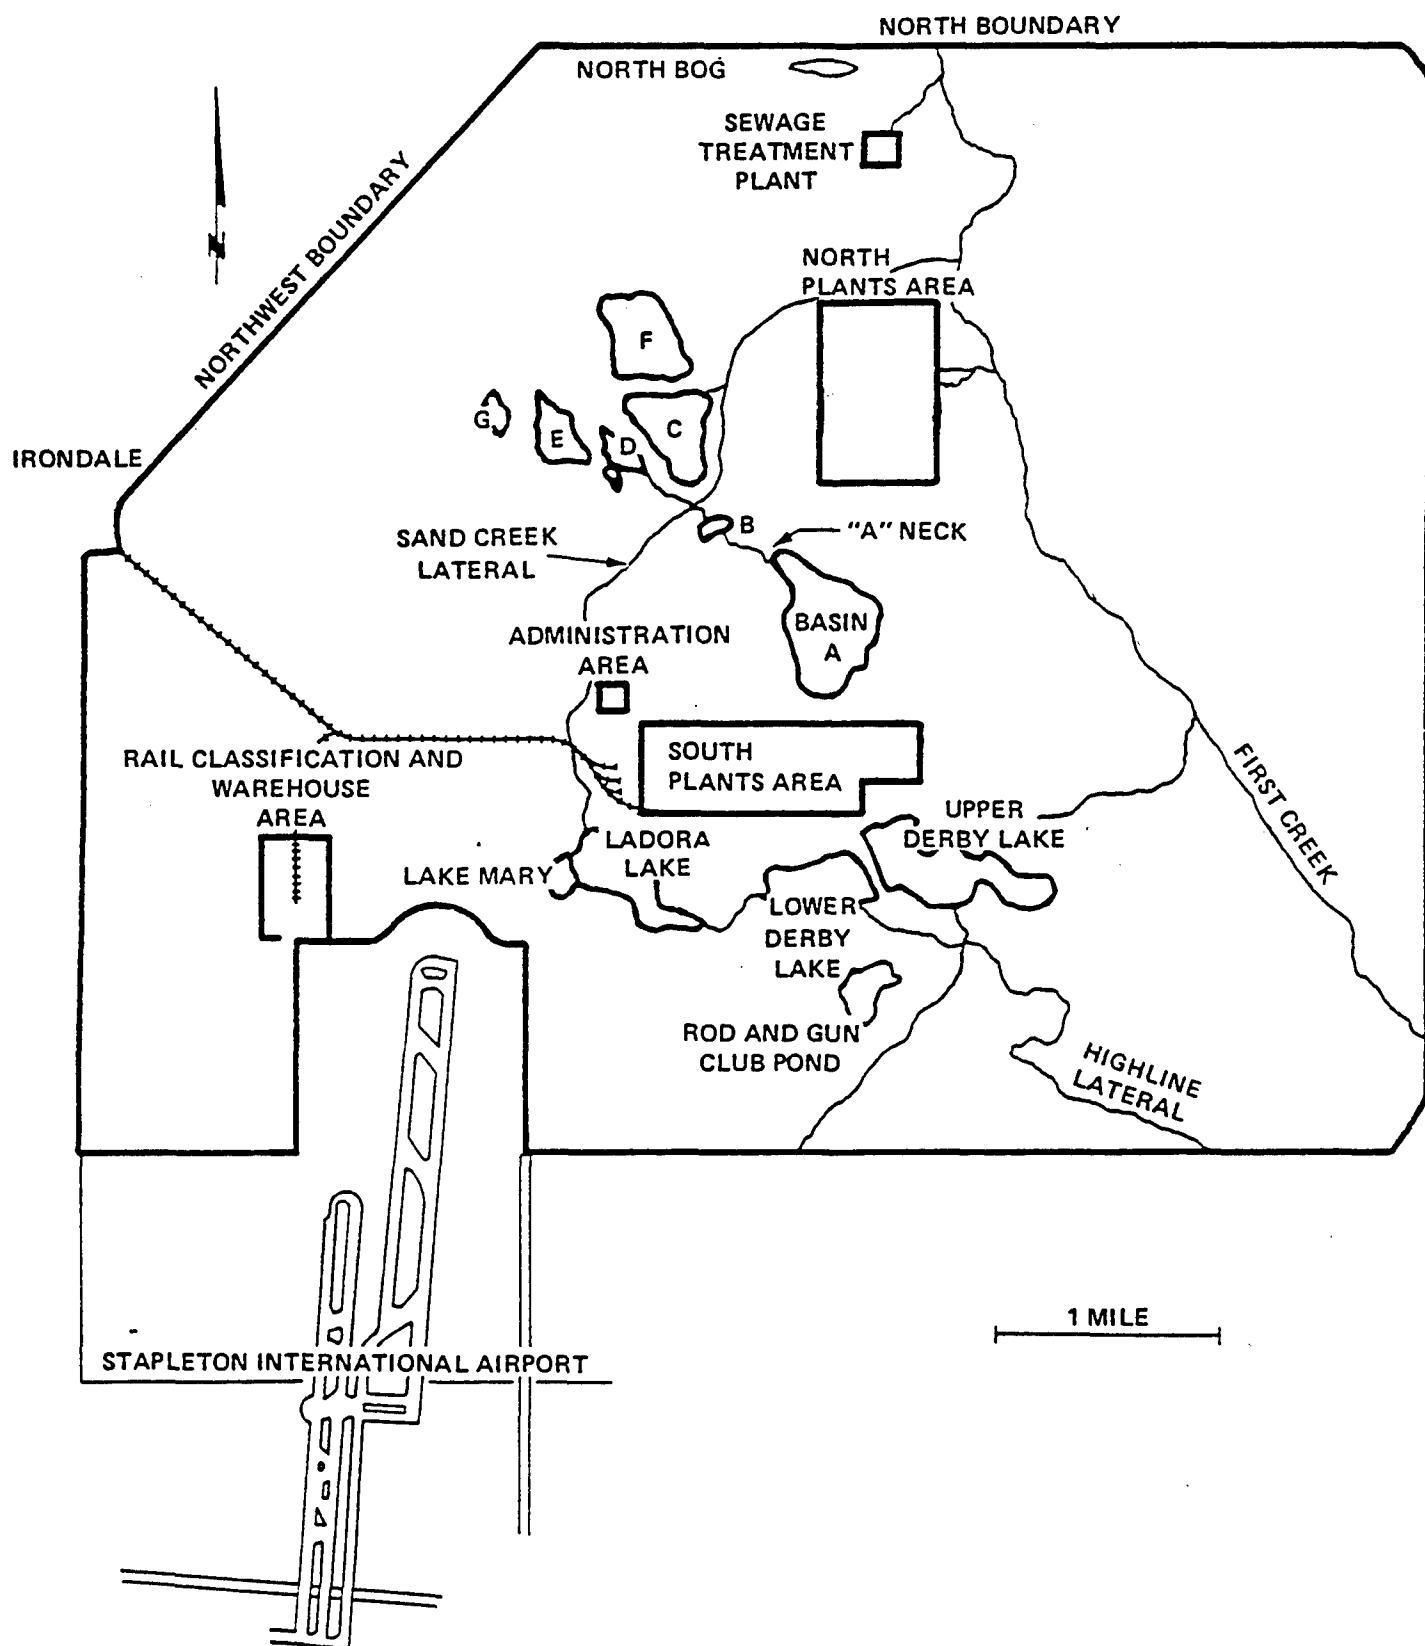 NORTH BOUNDARY
NORTH BOG
SEWAGE
TREATMENT
PLANT
N
NORTHWEST BOUNDARY
NORTH
PLANTS AREA
F
G
E
D
C
IRONDALE
B
"A" NECK
SAND CREEK
LATERAL
BASIN
A
ADMINISTRATION
AREA
SOUTH
PLANTS AREA
RAIL CLASSIFICATION AND
WAREHOUSE
AREA
FIRST CREEK
UPPER
DERBY LAKE
LADORA
LAKE
LAKE MARY
LOWER
DERBY
LAKE
ROD AND GUN
CLUB POND
HIGHLINE
LATERAL
1 MILE
STAPLETON INTERNATIONAL AIRPORT